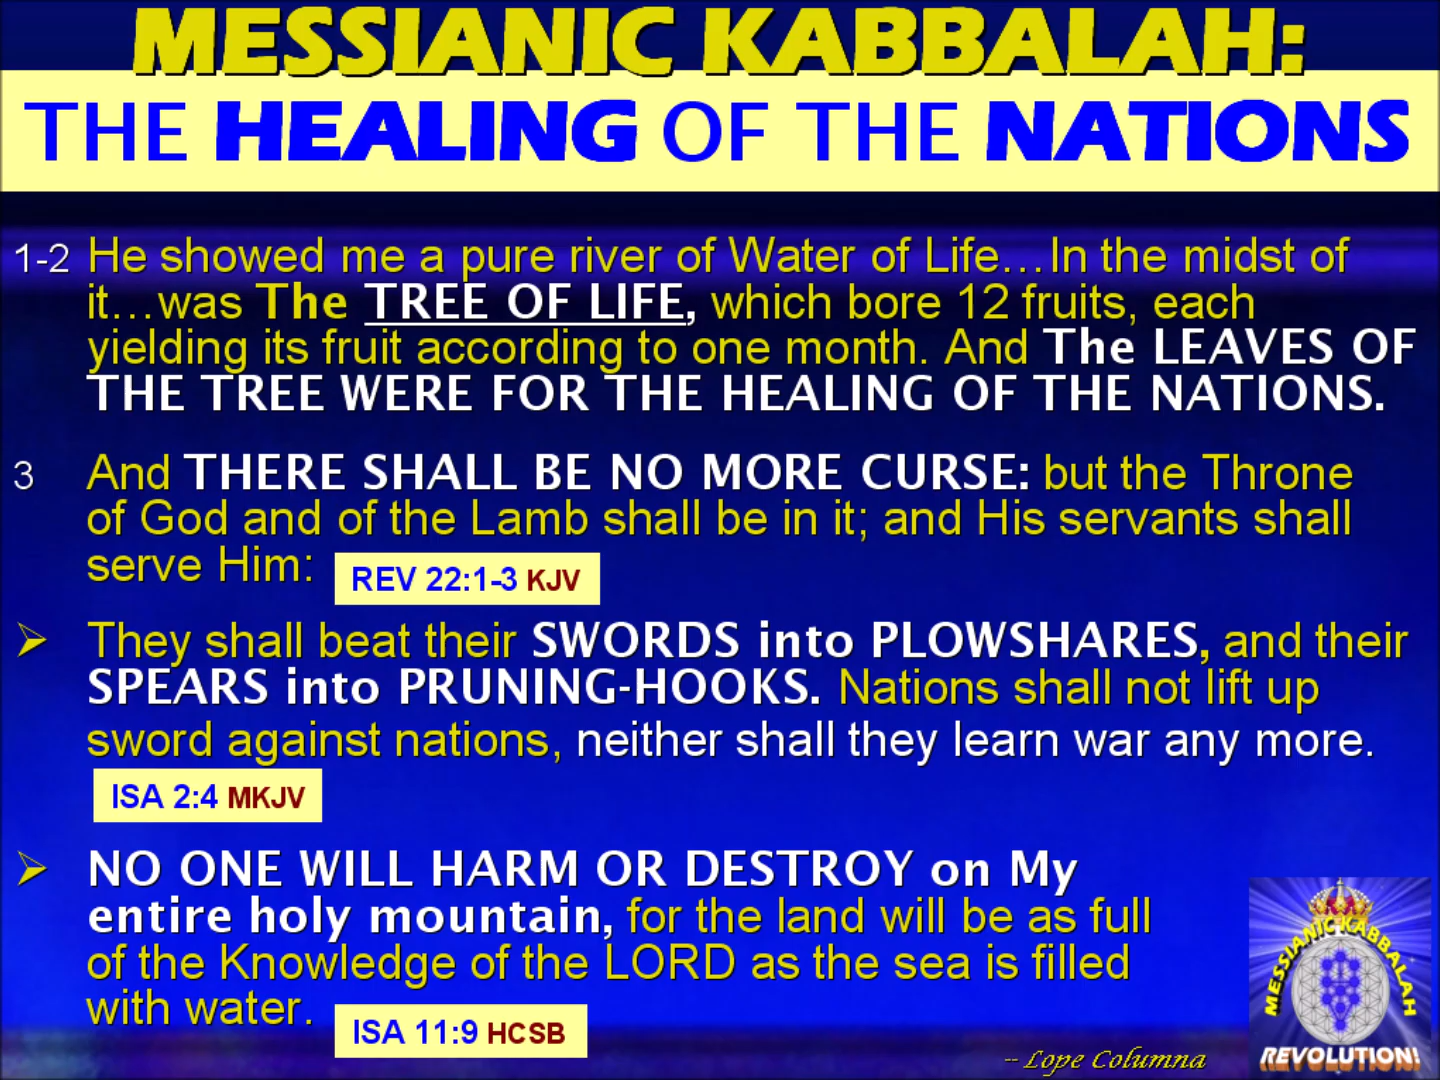 MESSIANIC KABBALAH:
THE HEALING OF THE NATIONS
1-2 He showed me a pure river of Water of Life…In the midst of
it…was The TREE OF LIFE, which bore 12 fruits, each
yielding its fruit according to one month. And The LEAVES OF
THE TREE WERE FOR THE HEALING OF THE NATIONS.
3 And THERE SHALL BE NO MORE CURSE: but the Throne
of God and of the Lamb shall be in it; and His servants shall
serve Him: REV 22:1-3 KJV
➢ They shall beat their SWORDS into PLOWSHARES, and their
SPEARS into PRUNING-HOOKS. Nations shall not lift up
sword against nations, neither shall they learn war any more.
ISA 2:4 MKJV
➢ NO ONE WILL HARM OR DESTROY on My
entire holy mountain, for the land will be as full
of the Knowledge of the LORD as the sea is filled
with water. ISA 11:9 HCSB
-- Lope Columna
MESSIANIC KABBALAH
REVOLUTION!